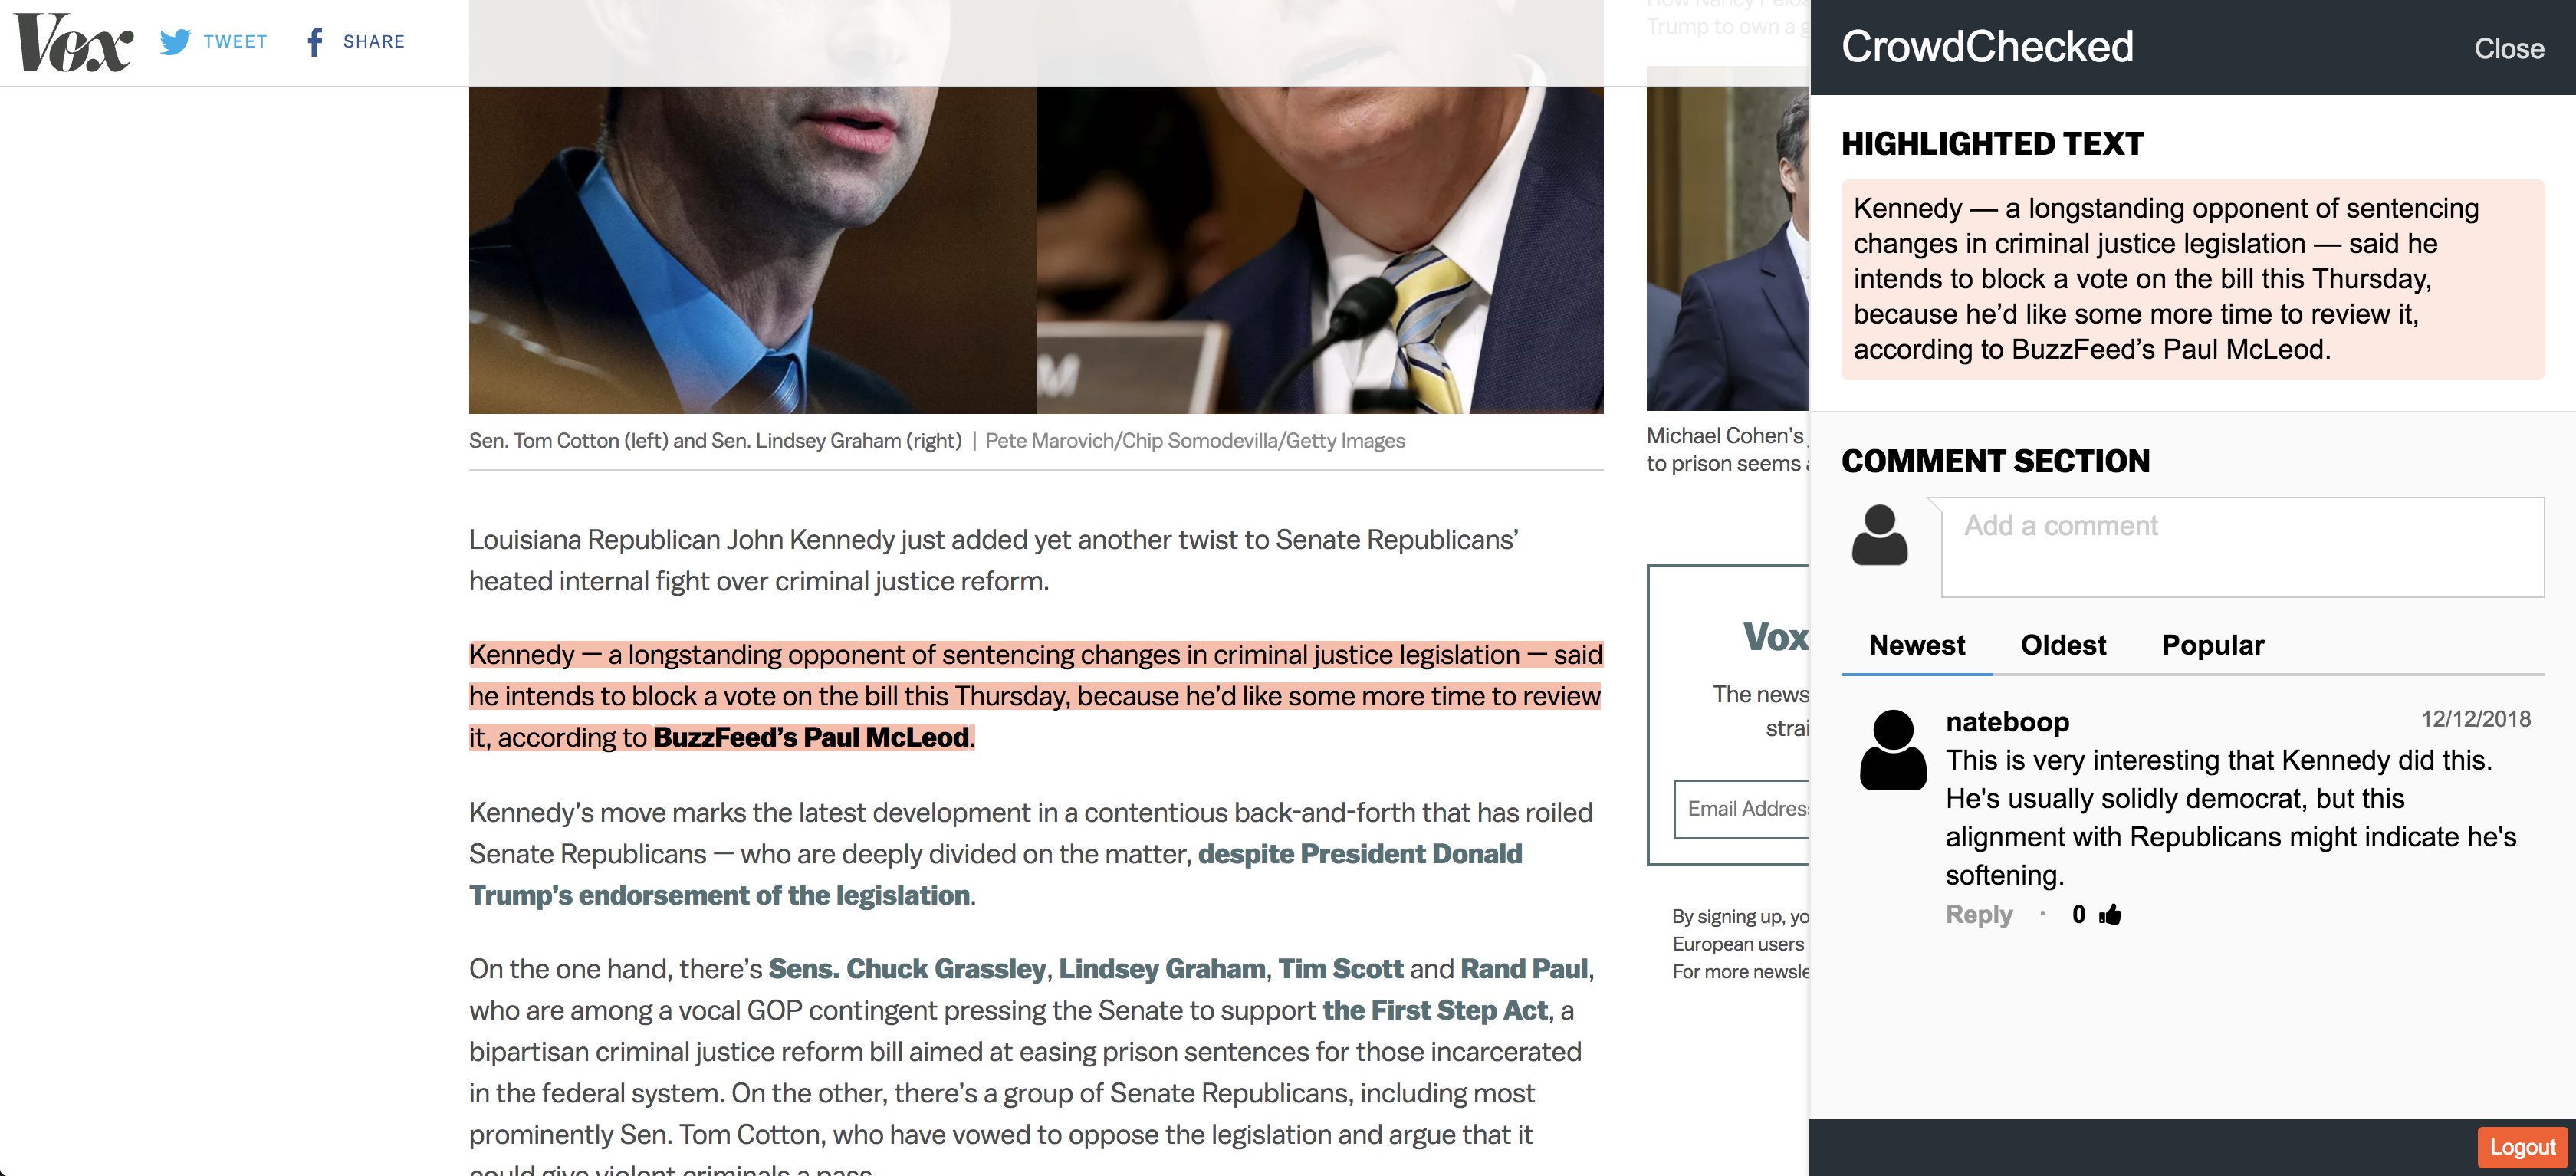 Vox
TWEET
SHARE
Sen. Tom Cotton (left) and Sen. Lindsey Graham (right) | Pete Marovich/Chip Somodevilla/Getty Images
Louisiana Republican John Kennedy just added yet another twist to Senate Republicans’
heated internal fight over criminal justice reform.
Kennedy — a longstanding opponent of sentencing changes in criminal justice legislation — said
he intends to block a vote on the bill this Thursday, because he’d like some more time to review
it, according to BuzzFeed’s Paul McLeod.
Kennedy’s move marks the latest development in a contentious back-and-forth that has roiled
Senate Republicans — who are deeply divided on the matter, despite President Donald
Trump’s endorsement of the legislation.
On the one hand, there’s Sens. Chuck Grassley, Lindsey Graham, Tim Scott and Rand Paul,
who are among a vocal GOP contingent pressing the Senate to support the First Step Act, a
bipartisan criminal justice reform bill aimed at easing prison sentences for those incarcerated
in the federal system. On the other, there’s a group of Senate Republicans, including most
prominently Sen. Tom Cotton, who have vowed to oppose the legislation and argue that it
could give violent criminals a pass.
Trump to own a
Michael Cohen’s
to prison seems
Vox
The news
Email Address
By signing up,
European users
For more
CrowdChecked
Close
HIGHLIGHTED TEXT
Kennedy — a longstanding opponent of sentencing
changes in criminal justice legislation — said he
intends to block a vote on the bill this Thursday,
because he’d like some more time to review it,
according to BuzzFeed’s Paul McLeod.
COMMENT SECTION
Add a comment
Newest Oldest Popular
nateboop 12/12/2018
This is very interesting that Kennedy did this.
He's usually solidly democrat, but this
alignment with Republicans might indicate he's
softening.
Reply · 0
Logout